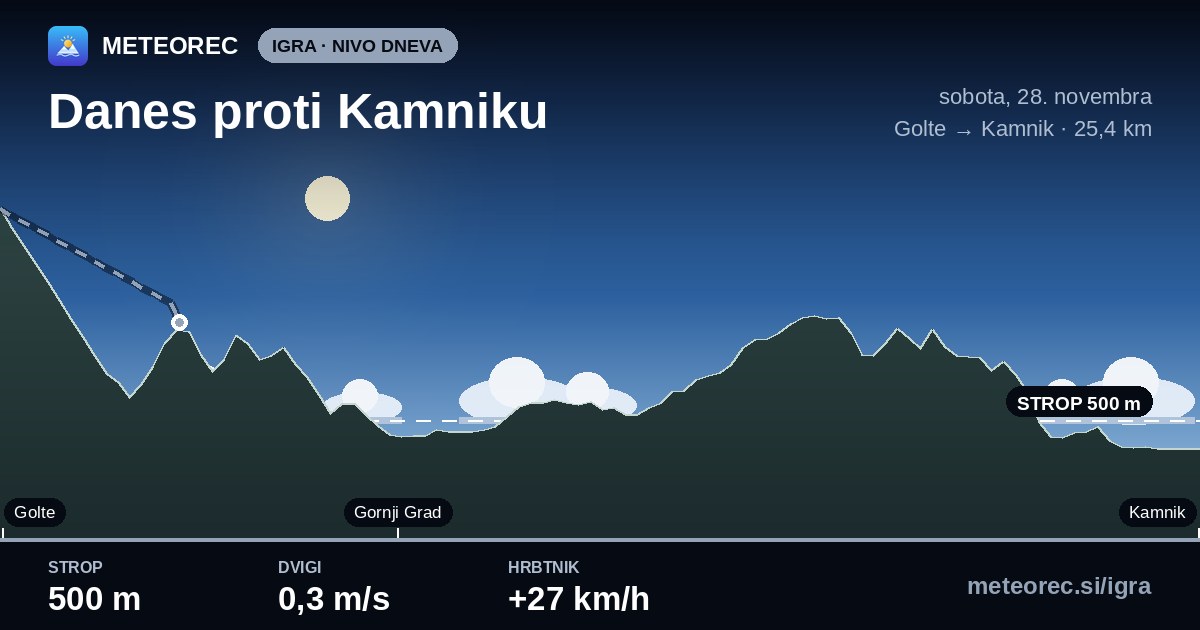 METEOREC
IGRA · NIVO DNEVA
Danes proti Kamniku
sobota, 28. novembra
Golte → Kamnik · 25,4 km
STROP 500 m
Golte
Gornji Grad
Kamnik
STROP
500 m
DVIGI
0,3 m/s
HRBTNIK
+27 km/h
meteorec.si/igra